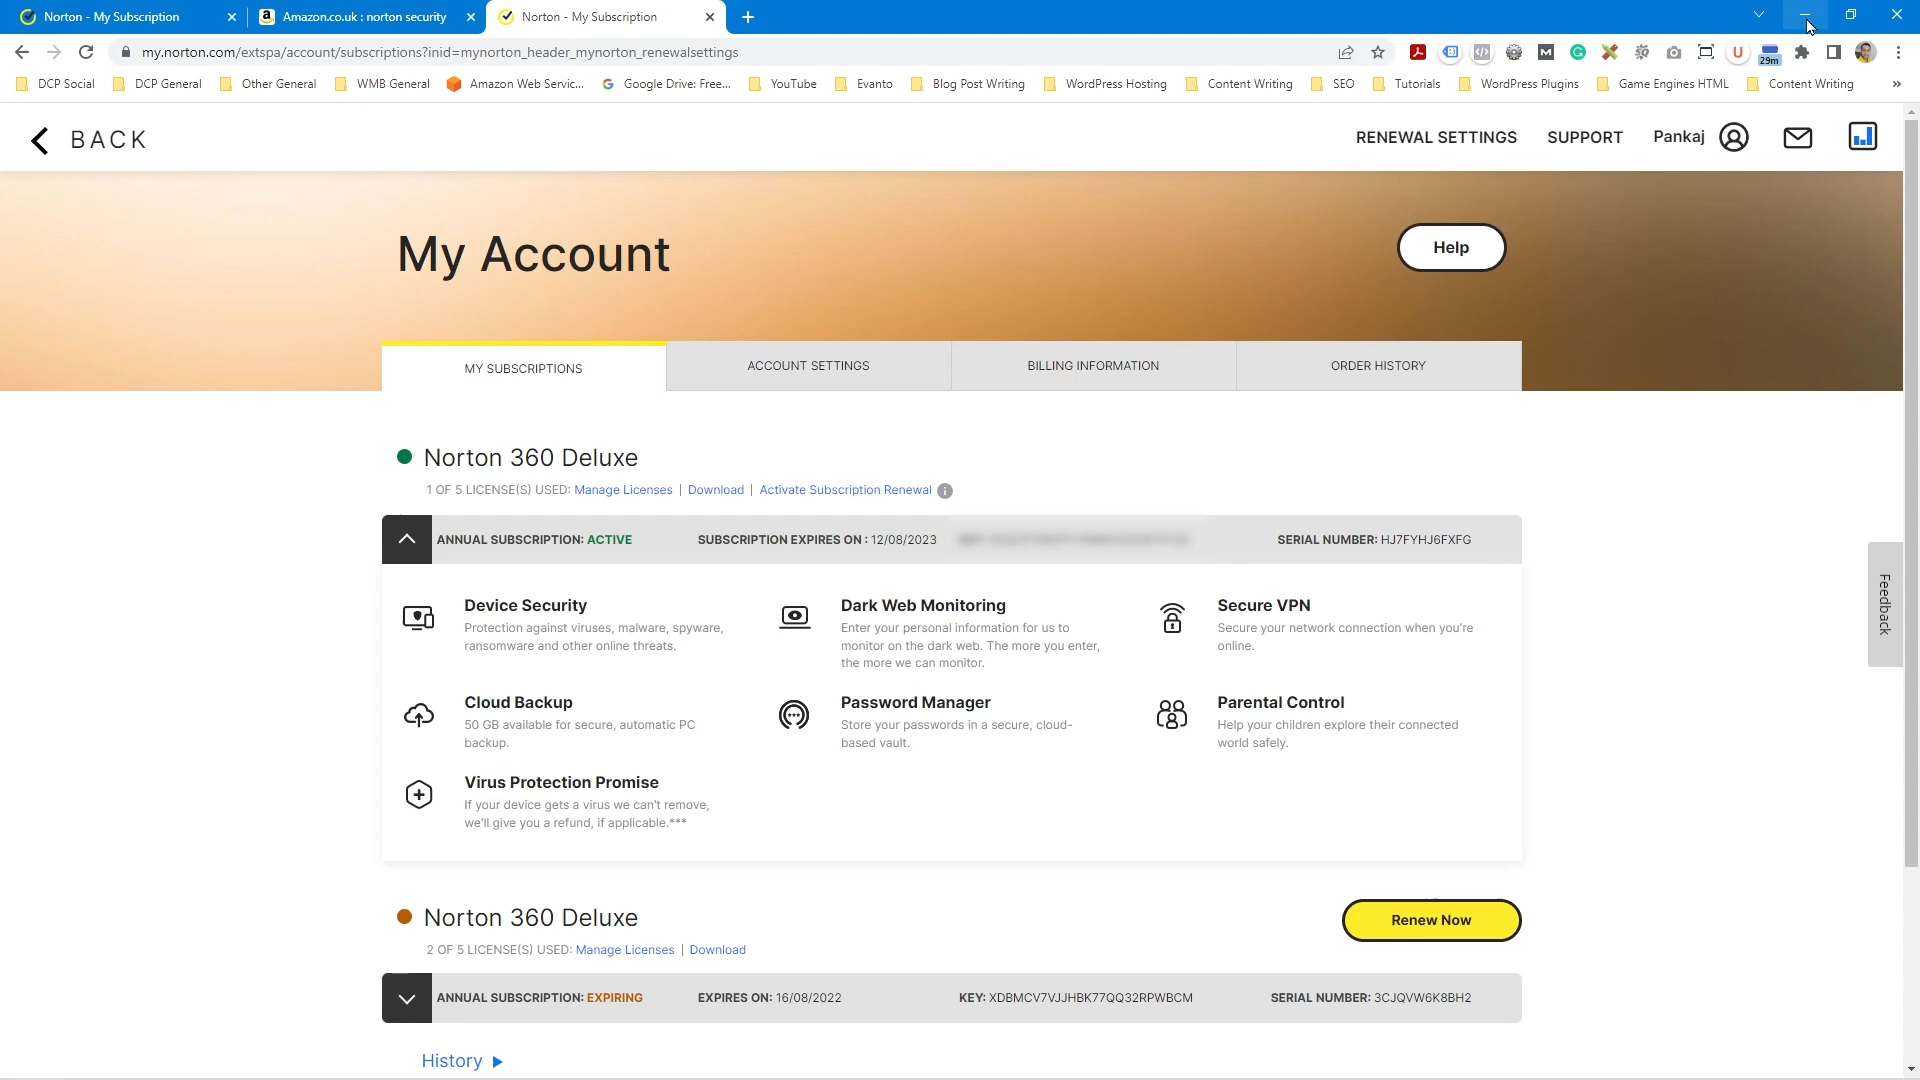 Norton - My Subscription
Amazon.co.uk : norton security
Norton - My Subscription
my.norton.com/extspa/account/subscriptions?inid=mynorton_header_mynorton_renewalsettings
29m
DCP Social
DCP General
Other General
WMB General
Amazon Web Servic...
Google Drive: Free...
YouTube
Evanto
Blog Post Writing
WordPress Hosting
Content Writing
SEO
Tutorials
WordPress Plugins
Game Engines HTML
Content Writing
»
BACK
RENEWAL SETTINGS
SUPPORT
Pankaj
My Account
Help
MY SUBSCRIPTIONS
ACCOUNT SETTINGS
BILLING INFORMATION
ORDER HISTORY
Norton 360 Deluxe
1 OF 5 LICENSE(S) USED: Manage Licenses | Download | Activate Subscription Renewal i
ANNUAL SUBSCRIPTION: ACTIVE
SUBSCRIPTION EXPIRES ON : 12/08/2023
SERIAL NUMBER: HJ7FYHJ6FXFG
Device Security
Protection against viruses, malware, spyware,
ransomware and other online threats.
Dark Web Monitoring
Enter your personal information for us to
monitor on the dark web. The more you enter,
the more we can monitor.
Secure VPN
Secure your network connection when you're
online.
Cloud Backup
50 GB available for secure, automatic PC
backup.
Password Manager
Store your passwords in a secure, cloud-
based vault.
Parental Control
Help your children explore their connected
world safely.
Virus Protection Promise
If your device gets a virus we can't remove,
we'll give you a refund, if applicable.***
Feedback
Norton 360 Deluxe
Renew Now
2 OF 5 LICENSE(S) USED: Manage Licenses | Download
ANNUAL SUBSCRIPTION: EXPIRING
EXPIRES ON: 16/08/2022
KEY: XDBMCV7VJJHBK77QQ32RPWBCM
SERIAL NUMBER: 3CJQVW6K8BH2
History